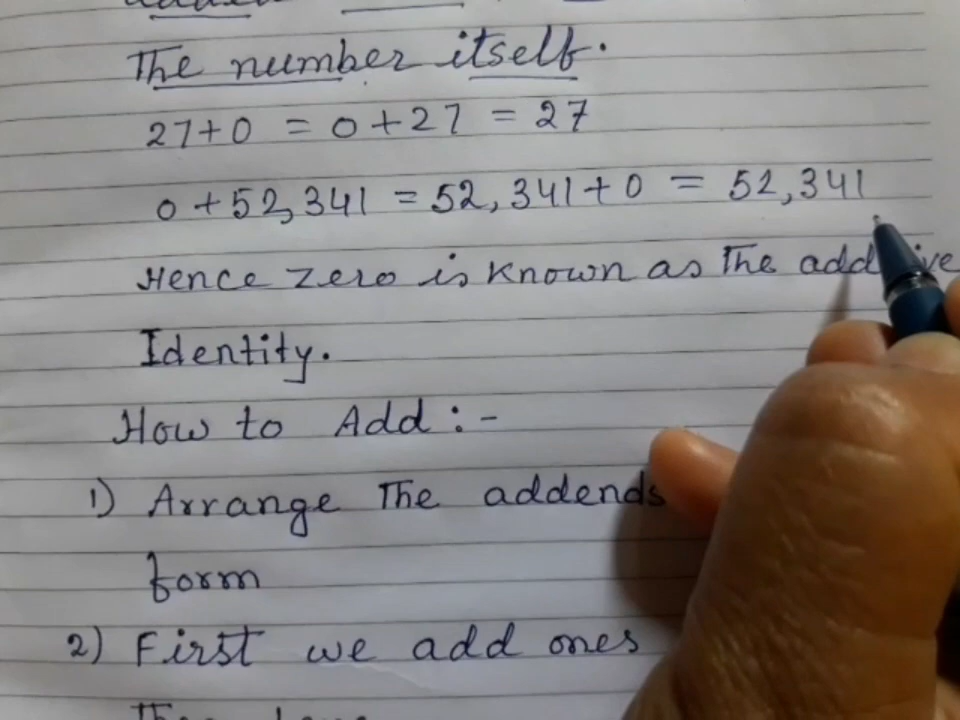 The number itself.
27+0 = 0+27 = 27
0+52,341 = 52,341+0 = 52,341
Hence zero is known as The
Identity.
How to Add :-
1) Arrange The addends
form
2) First we add ones